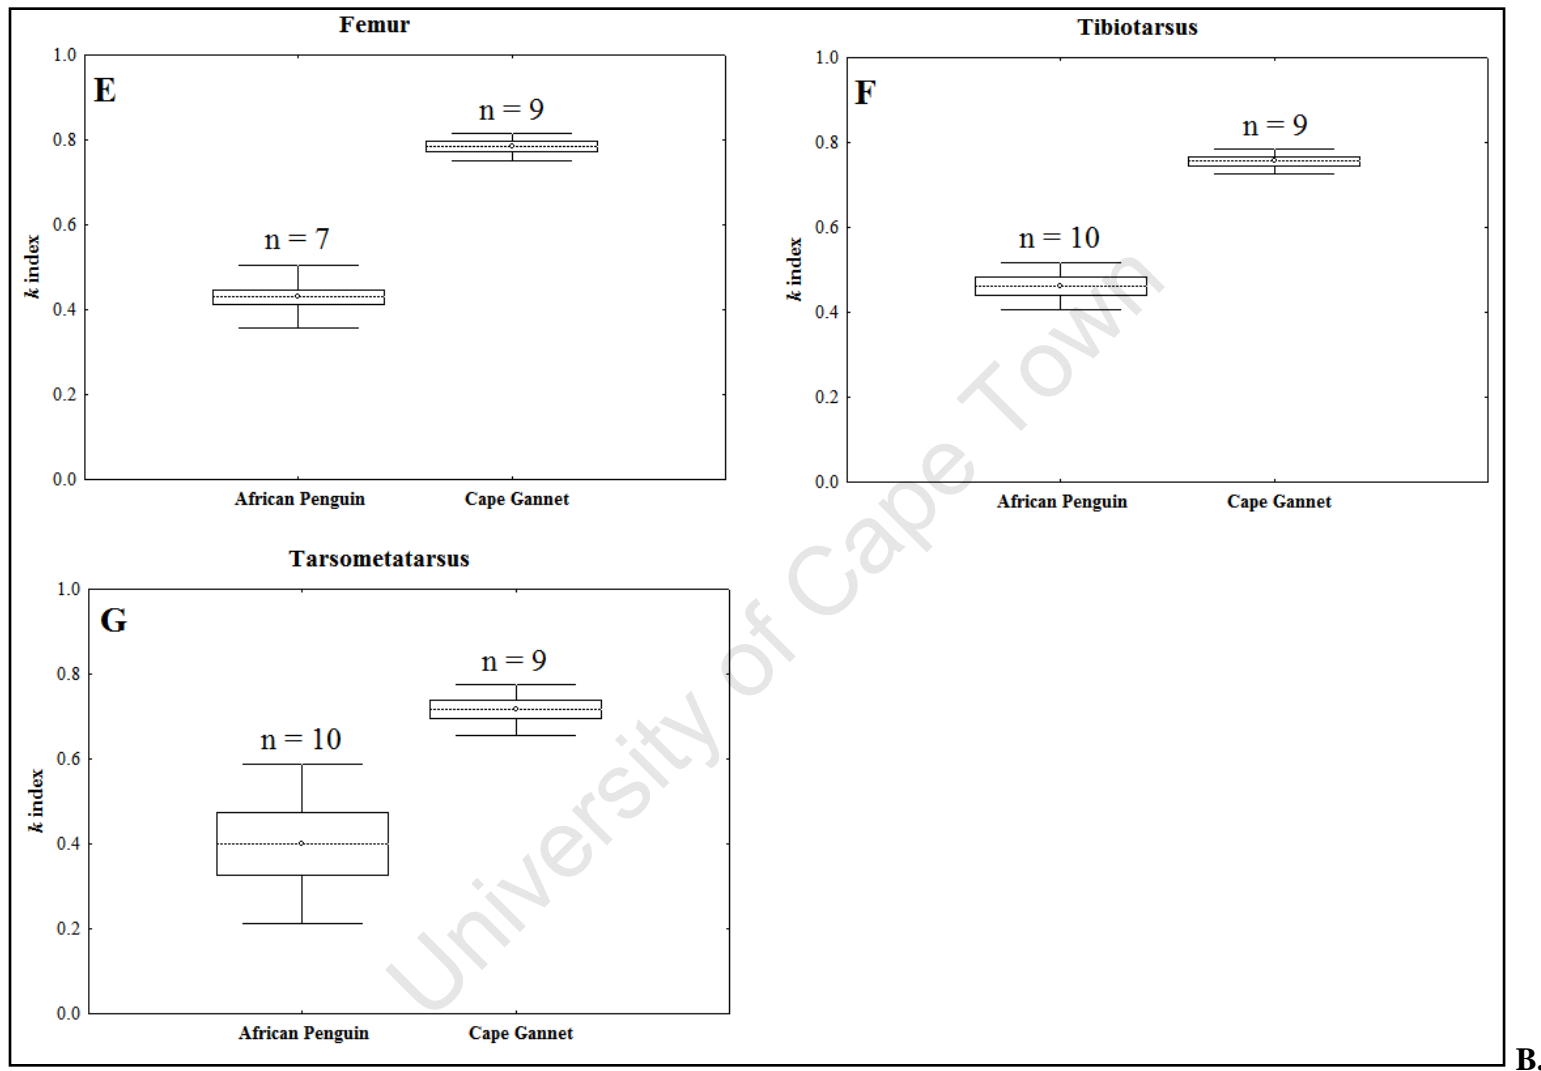 Femur
E
1.0
0.8
0.6
0.4
0.2
0.0
k index
n = 7
n = 9
African Penguin
Cape Gannet
Tibiotarsus
F
1.0
0.8
0.6
0.4
0.2
0.0
k index
n = 10
n = 9
African Penguin
Cape Gannet
Tarsometatarsus
G
1.0
0.8
0.6
0.4
0.2
0.0
k index
n = 10
n = 9
African Penguin
Cape Gannet
University of Cape Town
B.